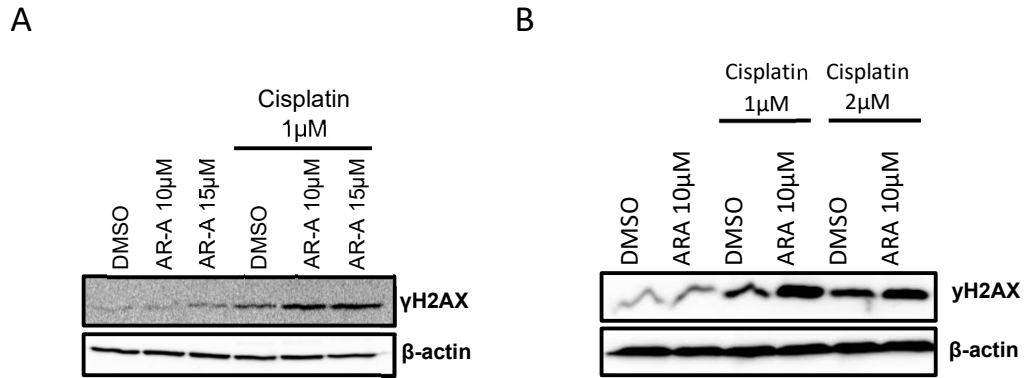 A
Cisplatin
1µM
DMSO
AR-A 10µM
AR-A 15µM
DMSO
AR-A 10µM
AR-A 15µM
γH2AX
β-actin
B
Cisplatin
1µM
Cisplatin
2µM
DMSO
ARA 10µM
DMSO
ARA 10µM
DMSO
ARA 10µM
yH2AX
β-actin